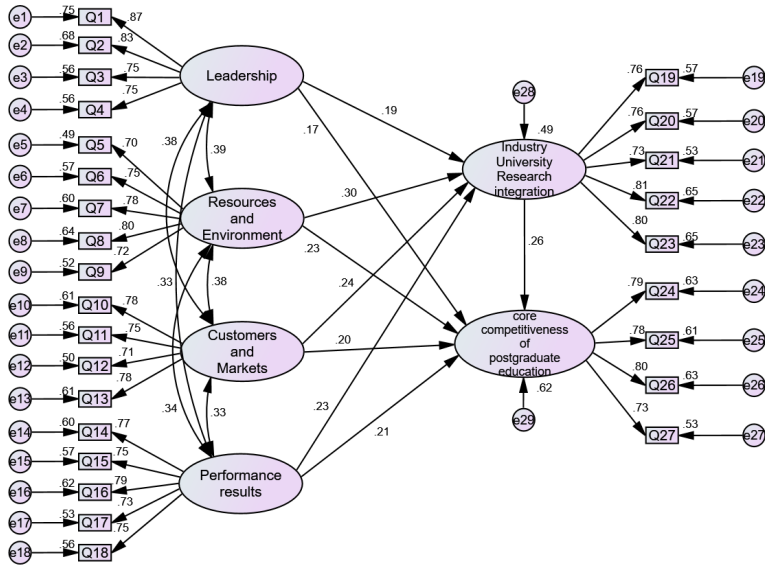 e1 .75 Q1 .87
e2 .68 Q2 .83
e3 .56 Q3 .75
e4 .56 Q4 .75
Leadership
e5 .49 Q5 .70
e6 .57 Q6 .75
e7 .60 Q7 .78
e8 .64 Q8 .80
e9 .52 Q9 .72
Resources
and
Environment
e10 .61 Q10 .78
e11 .56 Q11 .75
e12 .50 Q12 .71
e13 .61 Q13 .78
Customers
and
Markets
e14 .60 Q14 .77
e15 .57 Q15 .75
e16 .62 Q16 .79
e17 .53 Q17 .73
e18 .56 Q18 .75
Performance
results
.38
.39
.33
.38
.34
.33
.19
.17
.30
.23
.24
.20
.23
.21
e28
.49
Industry
University
Research
integration
.26
core
competitiveness
of
postgraduate
education
.62
e29
.76 Q19 .57 e19
.76 Q20 .57 e20
.73 Q21 .53 e21
.81 Q22 .65 e22
.80 Q23 .65 e23
.79 Q24 .63 e24
.78 Q25 .61 e25
.80 Q26 .63 e26
.73 Q27 .53 e27